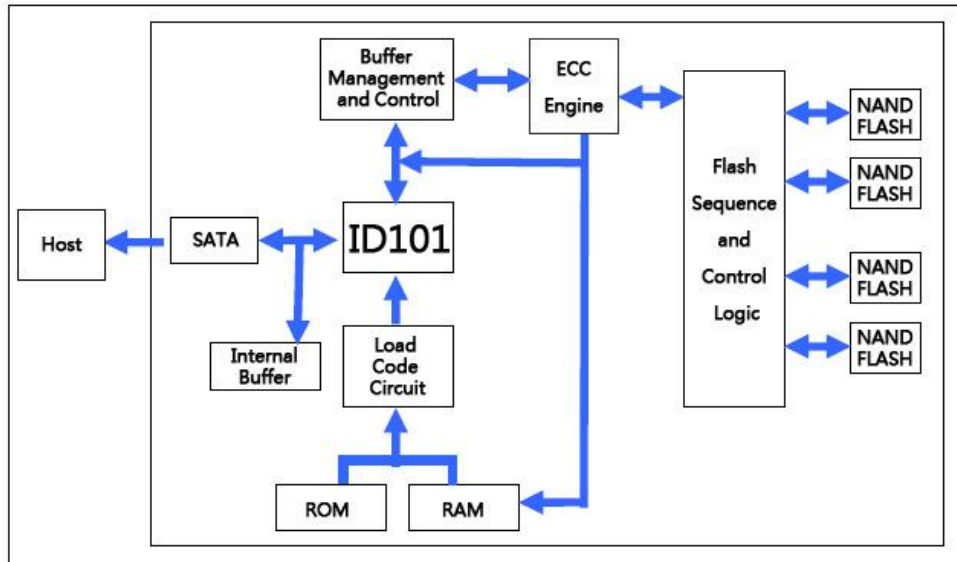 Buffer
Management
and Control
ECC
Engine
NAND
FLASH
NAND
FLASH
Flash
Sequence
and
Control
Logic
Host
SATA
ID101
NAND
FLASH
NAND
FLASH
Internal
Buffer
Load
Code
Circuit
ROM
RAM